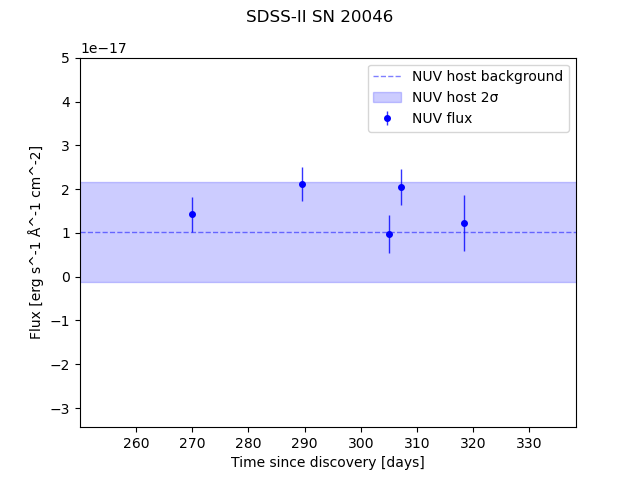 SDSS-II SN 20046
1e−17
NUV host background
NUV host 2σ
NUV flux
5
4
3
2
1
0
−1
−2
−3
Flux [erg s^-1 Å^-1 cm^-2]
260 270 280 290 300 310 320 330
Time since discovery [days]